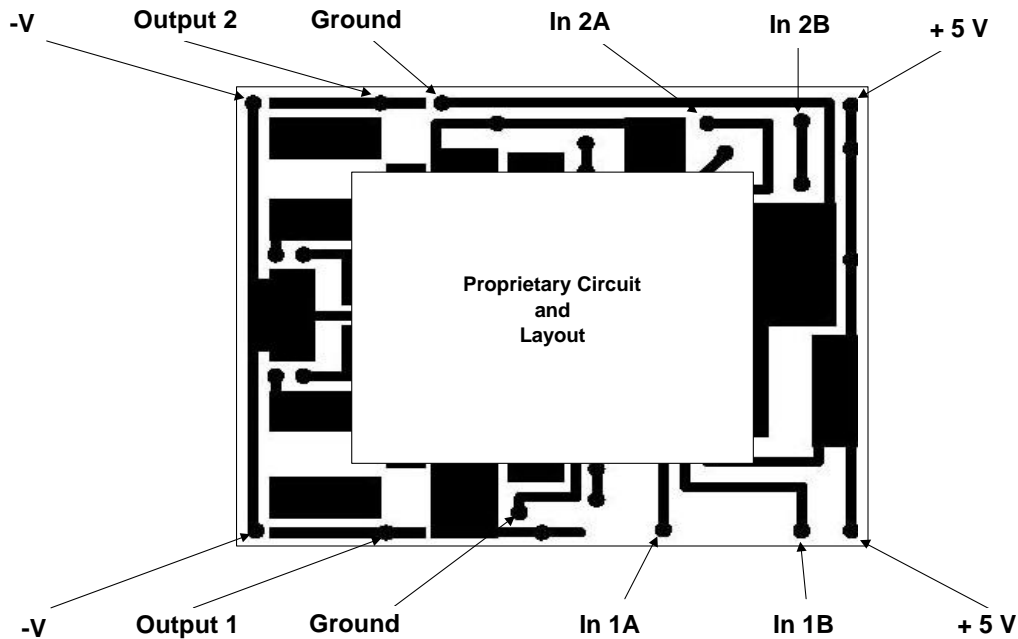 -V
Output 2
Ground
In 2A
In 2B
+ 5 V
Proprietary Circuit
and
Layout
-V
Output 1
Ground
In 1A
In 1B
+ 5 V